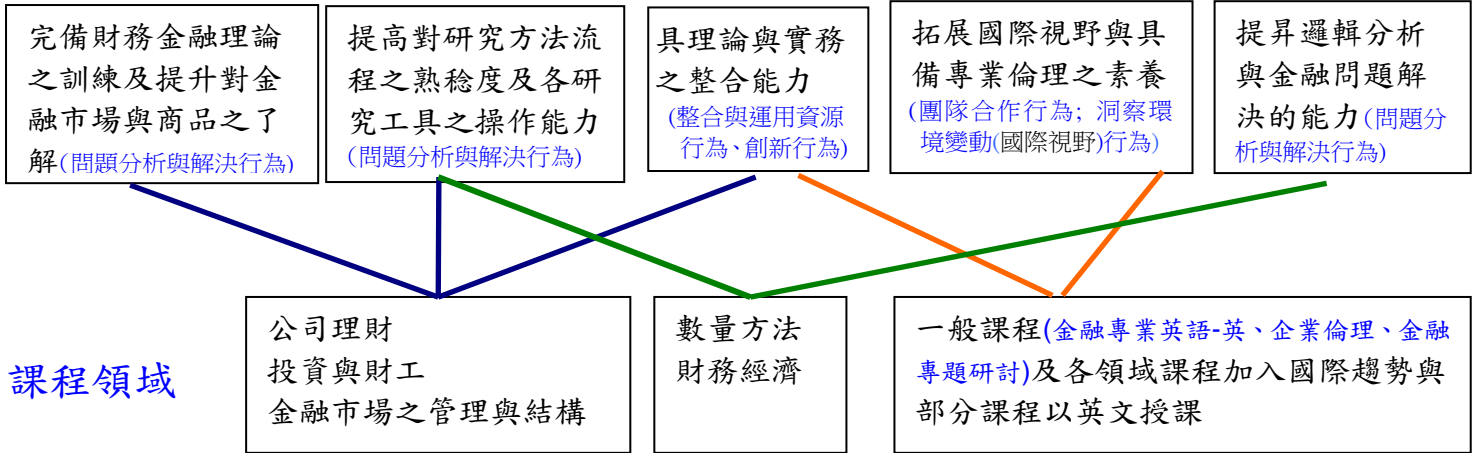 完備財務金融理論
之訓練及提升對金
融市場與商品之了
解(問題分析與解決行為)
提高對研究方法流
程之熟稔度及各研
究工具之操作能力
(問題分析與解決行為)
具理論與實務
之整合能力
(整合與運用資源
行為、創新行為)
拓展國際視野與具
備專業倫理之素養
(團隊合作行為; 洞察環
境變動(國際視野)行為)
提昇邏輯分析
與金融問題解
決的能力(問題分
析與解決行為)
課程領域
公司理財
投資與財工
金融市場之管理與結構
數量方法
財務經濟
一般課程(金融專業英語-英、企業倫理、金融
專題研討)及各領域課程加入國際趨勢與
部分課程以英文授課